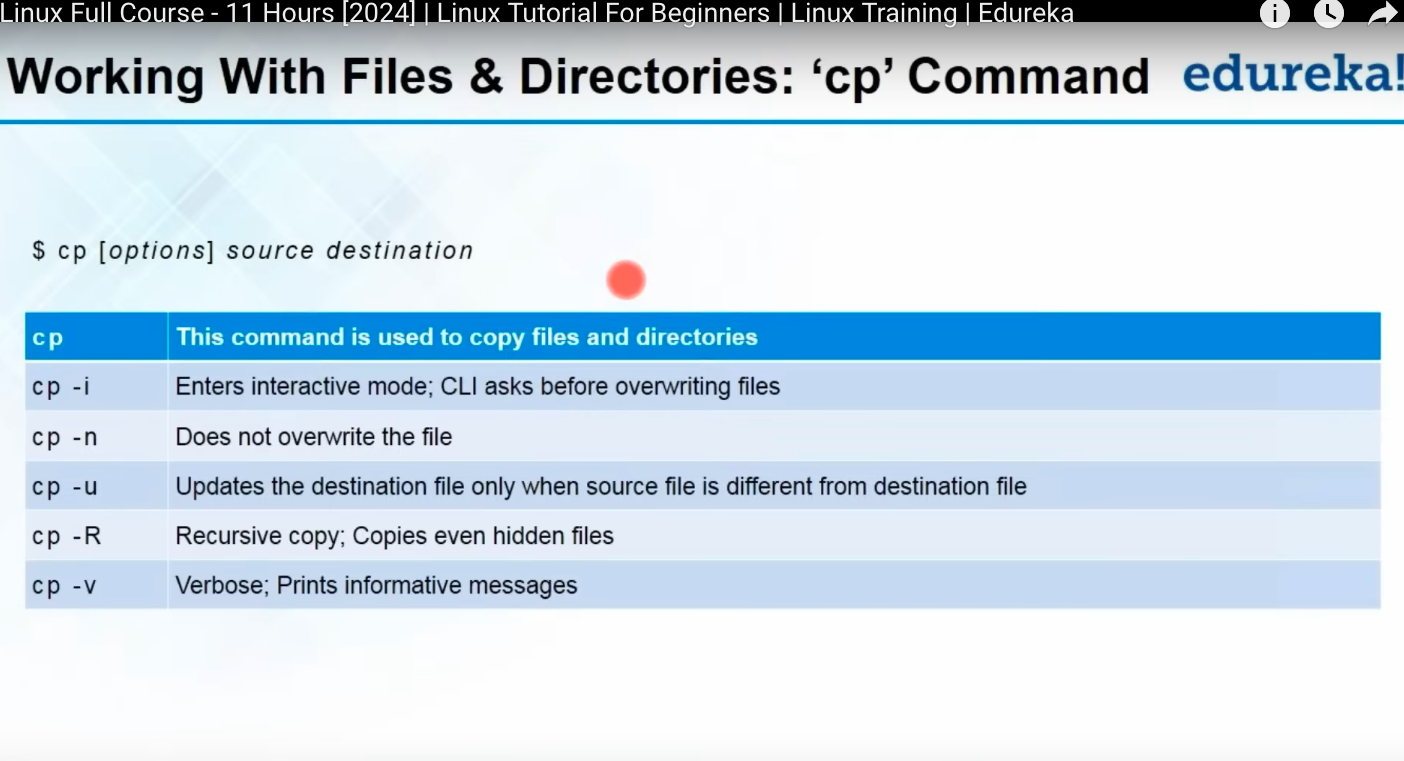 Linux Full Course - 11 Hours [2024] | Linux Tutorial For Beginners | Linux Training | Edureka
Working With Files & Directories: ‘cp’ Command edureka!
$ cp [options] source destination
cp This command is used to copy files and directories
cp -i Enters interactive mode; CLI asks before overwriting files
cp -n Does not overwrite the file
cp -u Updates the destination file only when source file is different from destination file
cp -R Recursive copy; Copies even hidden files
cp -v Verbose; Prints informative messages